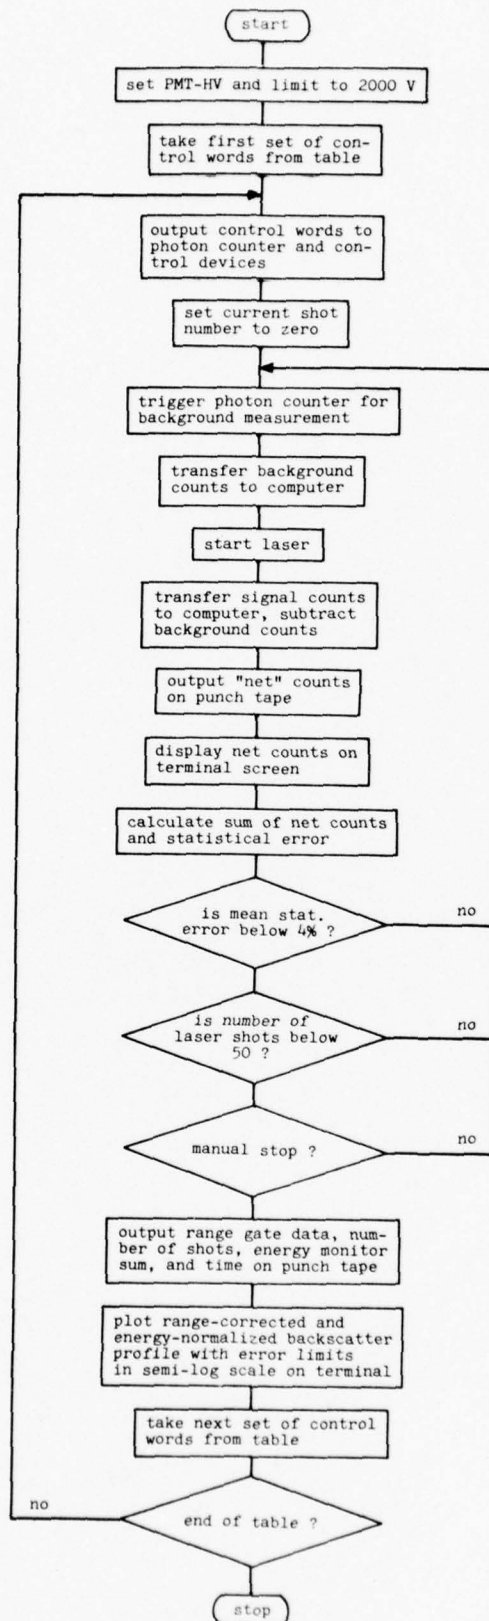 start
set PMT-HV and limit to 2000 V
take first set of con-
trol words from table
output control words to
photon counter and con-
trol devices
set current shot
number to zero
trigger photon counter for
background measurement
transfer background
counts to computer
start laser
transfer signal counts
to computer, subtract
background counts
output "net" counts
on punch tape
display net counts on
terminal screen
calculate sum of net counts
and statistical error
is mean stat.
error below 4% ?
no
is number of
laser shots below
50 ?
no
manual stop ?
no
output range gate data, num-
ber of shots, energy monitor
sum, and time on punch tape
plot range-corrected and
energy-normalized backscatter
profile with error limits
in semi-log scale on terminal
take next set of control
words from table
end of table ?
no
stop